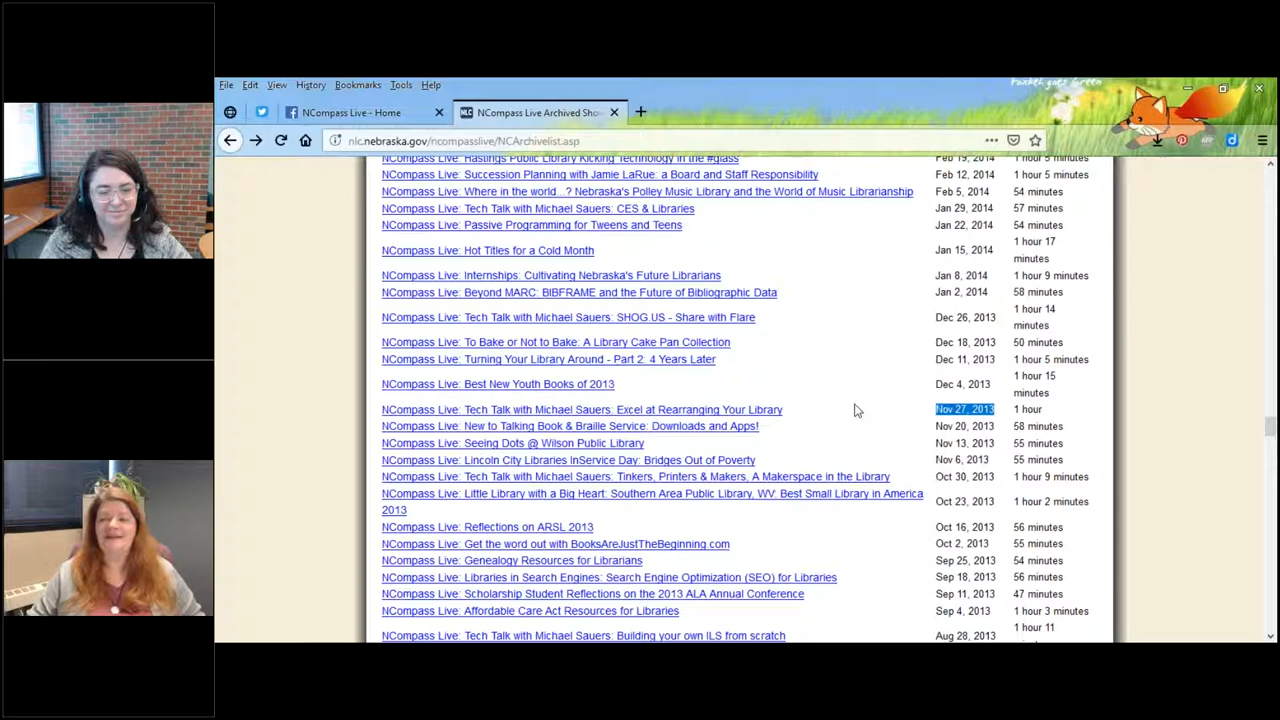 Foxkeh goes Green
File Edit View History Bookmarks Tools Help
NCompass Live - Home
NLC NCompass Live Archived Sho
nlc.nebraska.gov/ncompasslive/NCArchivelist.asp
NCompass Live: Hastings Public Library Kicking Technology in the #glass Feb 19, 2014 1 hour 5 minutes
NCompass Live: Succession Planning with Jamie LaRue: a Board and Staff Responsibility Feb 12, 2014 1 hour 5 minutes
NCompass Live: Where in the world...? Nebraska's Polley Music Library and the World of Music Librarianship Feb 5, 2014 54 minutes
NCompass Live: Tech Talk with Michael Sauers: CES & Libraries Jan 29, 2014 57 minutes
NCompass Live: Passive Programming for Tweens and Teens Jan 22, 2014 54 minutes
NCompass Live: Hot Titles for a Cold Month Jan 15, 2014 1 hour 17
minutes
NCompass Live: Internships: Cultivating Nebraska's Future Librarians Jan 8, 2014 1 hour 9 minutes
NCompass Live: Beyond MARC: BIBFRAME and the Future of Bibliographic Data Jan 2, 2014 58 minutes
NCompass Live: Tech Talk with Michael Sauers: SHOG.US - Share with Flare Dec 26, 2013 1 hour 14
minutes
NCompass Live: To Bake or Not to Bake: A Library Cake Pan Collection Dec 18, 2013 50 minutes
NCompass Live: Turning Your Library Around - Part 2: 4 Years Later Dec 11, 2013 1 hour 5 minutes
NCompass Live: Best New Youth Books of 2013 Dec 4, 2013 1 hour 15
minutes
NCompass Live: Tech Talk with Michael Sauers: Excel at Rearranging Your Library Nov 27, 2013 1 hour
NCompass Live: New to Talking Book & Braille Service: Downloads and Apps! Nov 20, 2013 58 minutes
NCompass Live: Seeing Dots @ Wilson Public Library Nov 13, 2013 55 minutes
NCompass Live: Lincoln City Libraries InService Day: Bridges Out of Poverty Nov 6, 2013 55 minutes
NCompass Live: Tech Talk with Michael Sauers: Tinkers, Printers & Makers, A Makerspace in the Library Oct 30, 2013 1 hour 9 minutes
NCompass Live: Little Library with a Big Heart: Southern Area Public Library, WV: Best Small Library in America
2013 Oct 23, 2013 1 hour 2 minutes
NCompass Live: Reflections on ARSL 2013 Oct 16, 2013 56 minutes
NCompass Live: Get the word out with BooksAreJustTheBeginning.com Oct 2, 2013 55 minutes
NCompass Live: Genealogy Resources for Librarians Sep 25, 2013 54 minutes
NCompass Live: Libraries in Search Engines: Search Engine Optimization (SEO) for Libraries Sep 18, 2013 56 minutes
NCompass Live: Scholarship Student Reflections on the 2013 ALA Annual Conference Sep 11, 2013 47 minutes
NCompass Live: Affordable Care Act Resources for Libraries Sep 4, 2013 1 hour 3 minutes
NCompass Live: Tech Talk with Michael Sauers: Building your own ILS from scratch Aug 28, 2013 1 hour 11